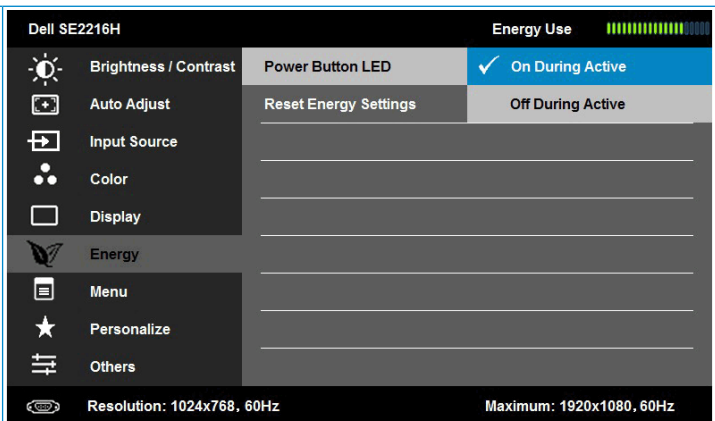 Dell SE2216H Energy Use
Brightness / Contrast Power Button LED On During Active
Auto Adjust Reset Energy Settings Off During Active
Input Source
Color
Display
Energy
Menu
Personalize
Others
Resolution: 1024x768, 60Hz Maximum: 1920x1080, 60Hz